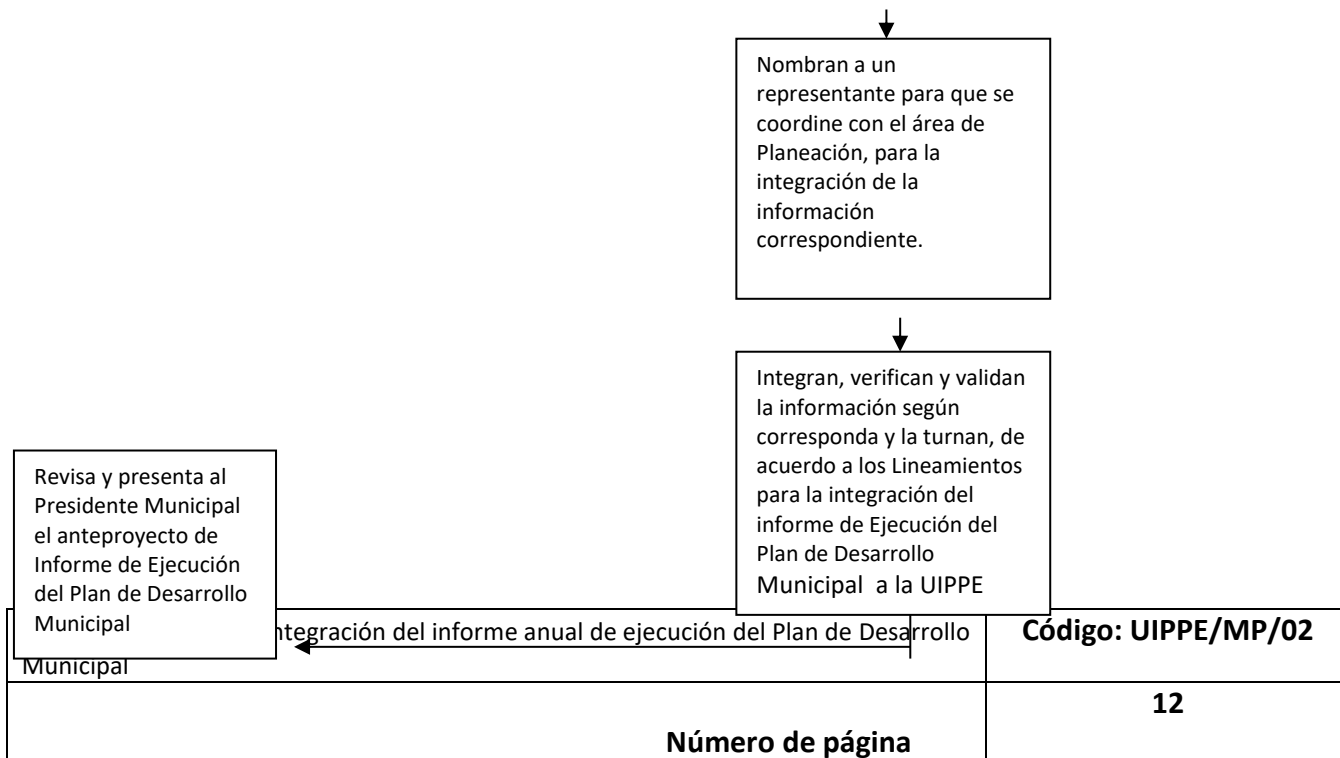 Nombran a un
representante para que se
coordine con el área de
Planeación, para la
integración de la
información
correspondiente.
Integran, verifican y validan
la información según
corresponda y la turnan, de
acuerdo a los Lineamientos
para la integración del
informe de Ejecución del
Plan de Desarrollo
Municipal a la UIPPE
Revisa y presenta al
Presidente Municipal
el anteproyecto de
Informe de Ejecución
del Plan de Desarrollo
Municipal
ntegración del informe anual de ejecución del Plan de Desarrollo
Municipal
Código: UIPPE/MP/02
12
Número de página